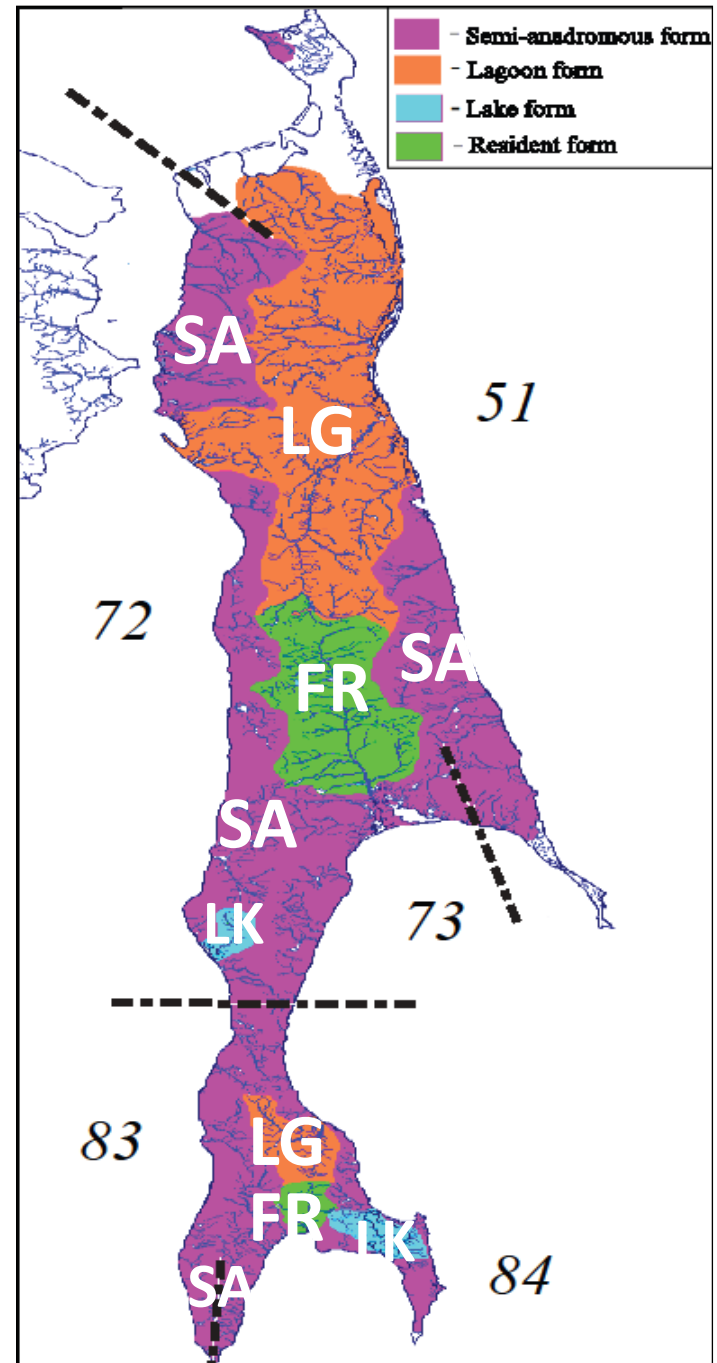 - Semi-anadromous form
- Lagoon form
- Lake form
- Resident form
SA
51
LG
72
SA
FR
SA
LK
73
83
LG
FR
LK
SA
84